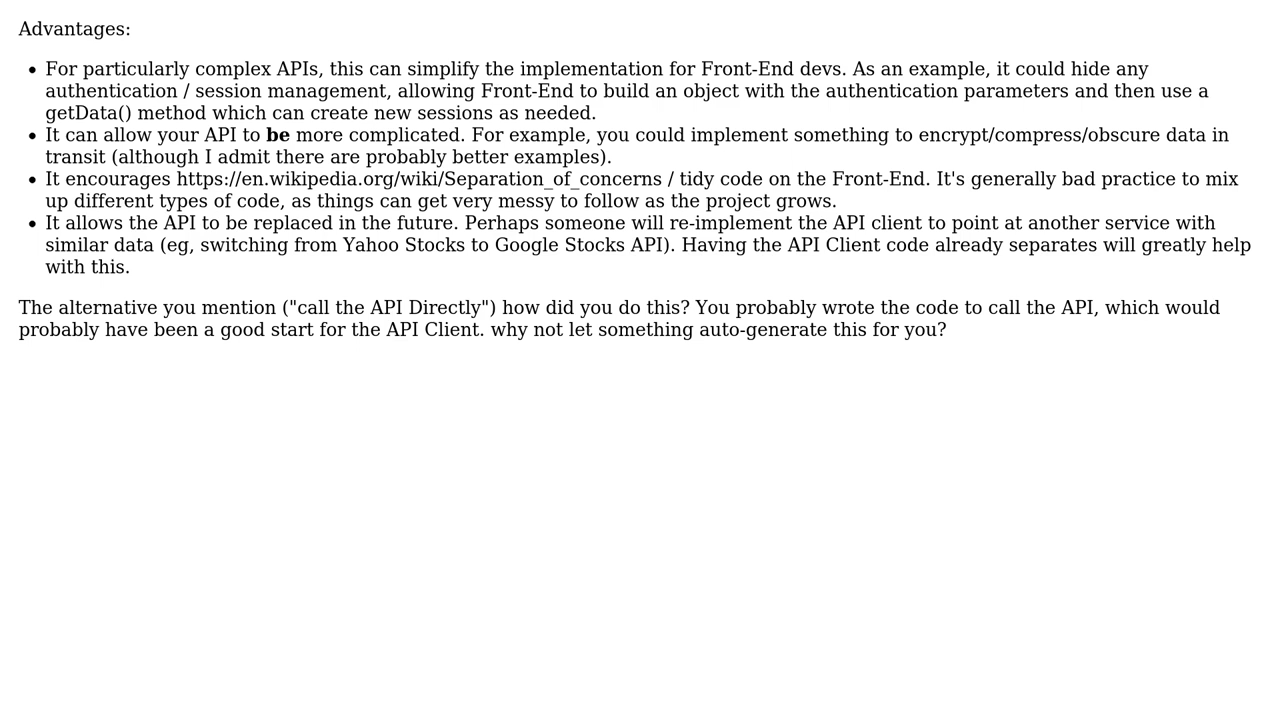 Advantages:
For particularly complex APIs, this can simplify the implementation for Front-End devs. As an example, it could hide any
authentication / session management, allowing Front-End to build an object with the authentication parameters and then use a
getData() method which can create new sessions as needed.
It can allow your API to be more complicated. For example, you could implement something to encrypt/compress/obscure data in
transit (although I admit there are probably better examples).
It encourages https://en.wikipedia.org/wiki/Separation_of_concerns / tidy code on the Front-End. It's generally bad practice to mix
up different types of code, as things can get very messy to follow as the project grows.
It allows the API to be replaced in the future. Perhaps someone will re-implement the API client to point at another service with
similar data (eg, switching from Yahoo Stocks to Google Stocks API). Having the API Client code already separates will greatly help
with this.
The alternative you mention ("call the API Directly") how did you do this? You probably wrote the code to call the API, which would
probably have been a good start for the API Client. why not let something auto-generate this for you?